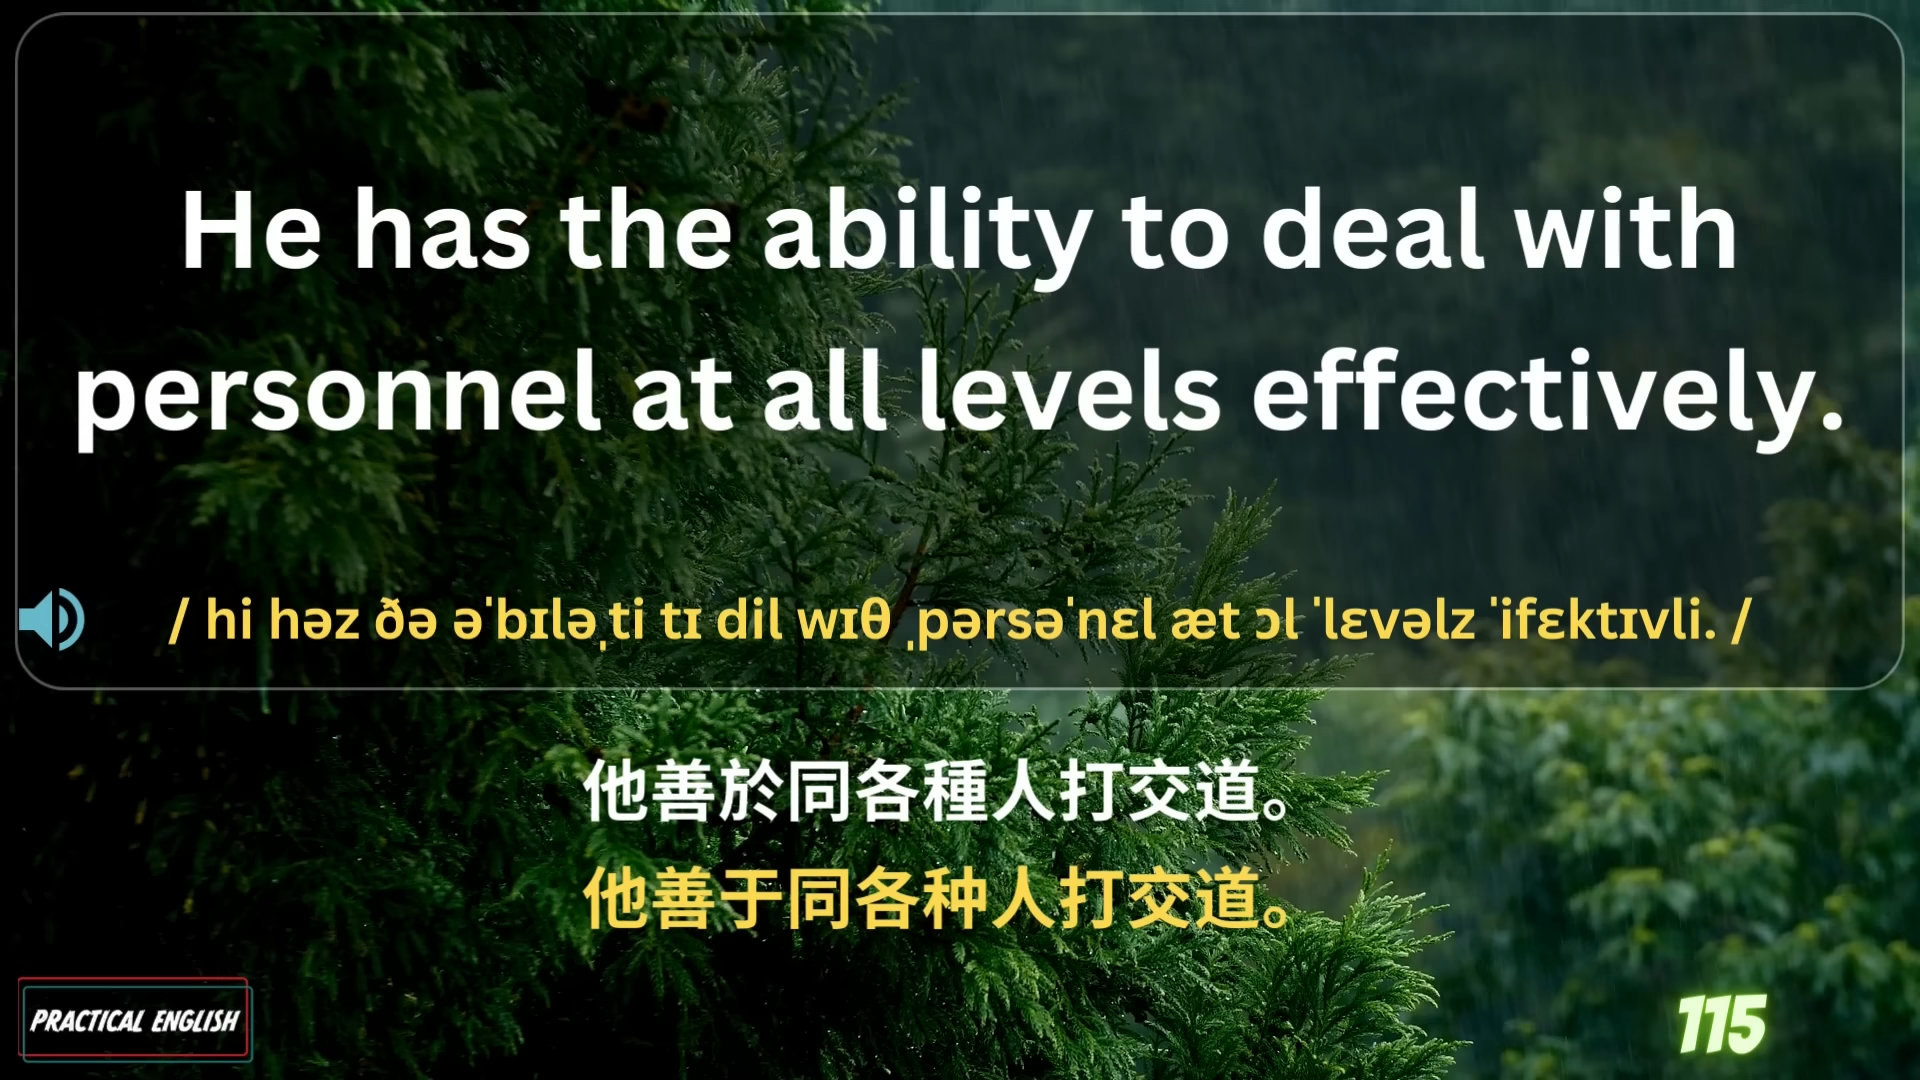 He has the ability to deal with
personnel at all levels effectively.
/ hi həz ðə əˈbɪləˌti tɪ dil wɪθ ˌpərsəˈnɛl æt ɔl ˈlɛvəlz ˈifɛktɪvli. /
他善於同各種人打交道。
他善于同各种人打交道。
PRACTICAL ENGLISH
115